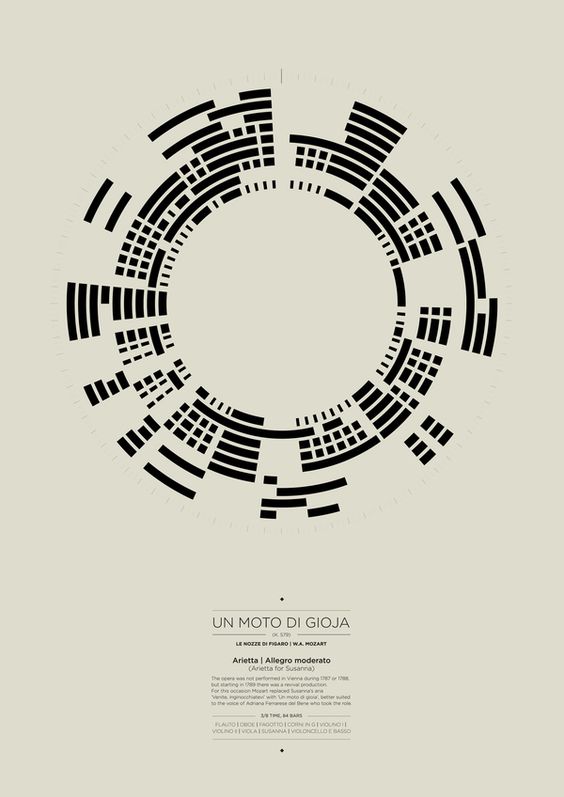 UN MOTO DI GIOJA
(K. 579)
LE NOZZE DI FIGARO | W.A. MOZART
Arietta | Allegro moderato
(Arietta for Susanna)
The opera was not performed in Vienna during 1787 or 1788,
but starting in 1789 there was a revival production.
For this occasion Mozart replaced Susanna's aria
'Venite, inginocchiatevi' with 'Un moto di gioia', better suited
to the voice of Adriana Ferrarese del Bene who took the role.
3/8 TIME, 84 BARS
FLAUTO | OBOE | FAGOTTO | CORNI IN G | VIOLINO I |
VIOLINO II | VIOLA | SUSANNA | VIOLONCELLO E BASSO